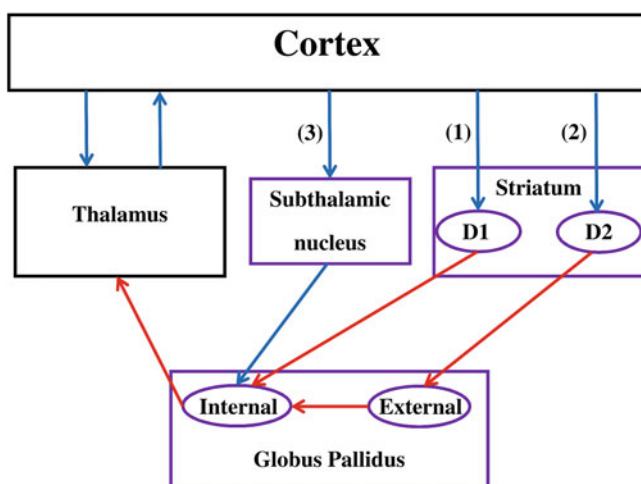 Cortex
(3)
(1)
(2)
Thalamus
Subthalamic
nucleus
Striatum
D1
D2
Internal
External
Globus Pallidus